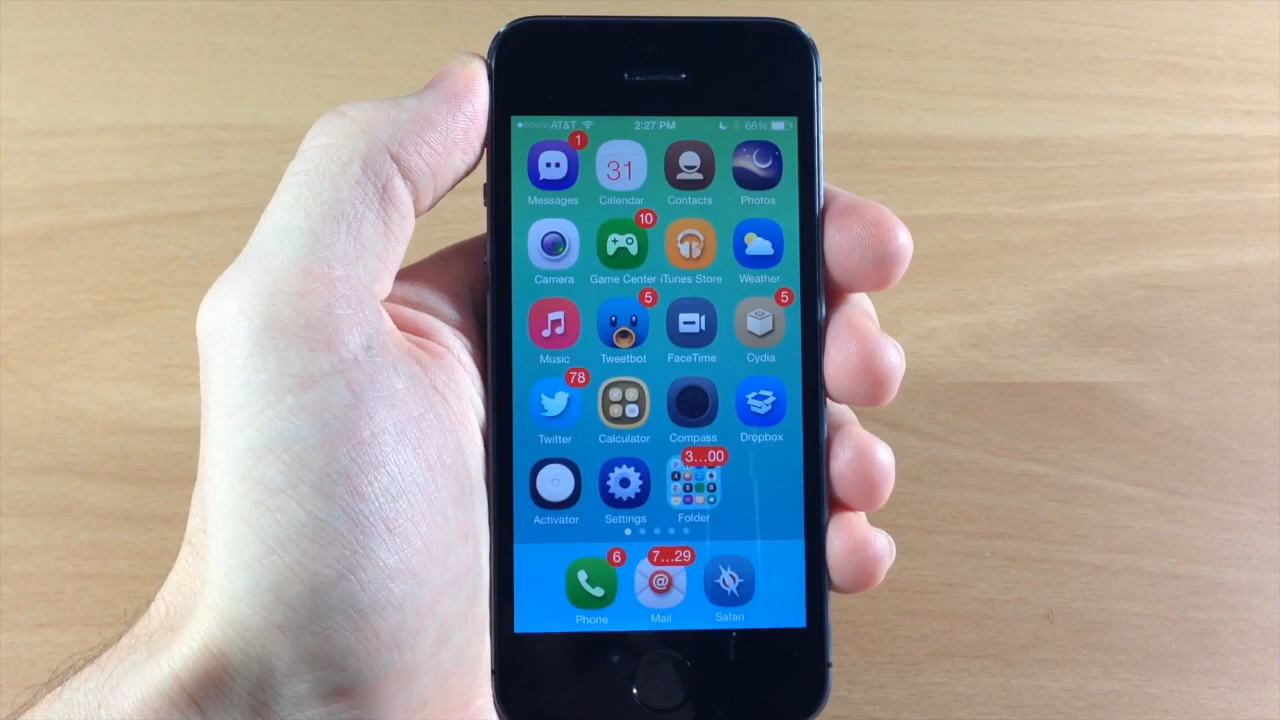 AT&T 2:27 PM 68%
1
31
Messages Calendar Contacts Photos
10
Camera Game Center iTunes Store Weather
5 5
Music Tweetbot FaceTime Cydia
78
Twitter Calculator Compass Dropbox
3...00
Activator Settings Folder
6 7...29
@
Phone Mail Safari